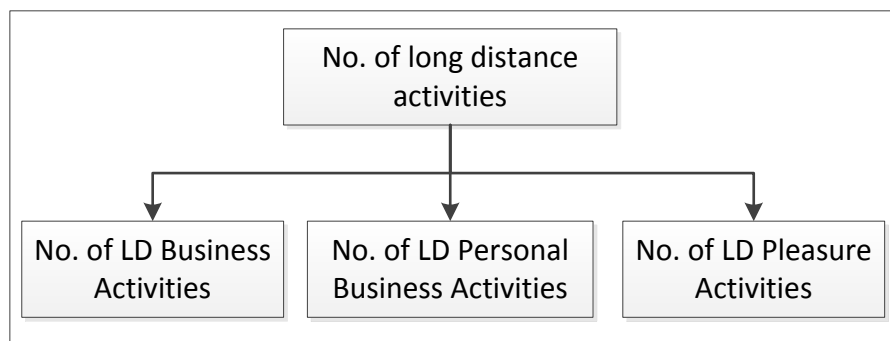 No. of long distance
activities
No. of LD Business
Activities
No. of LD Personal
Business Activities
No. of LD Pleasure
Activities